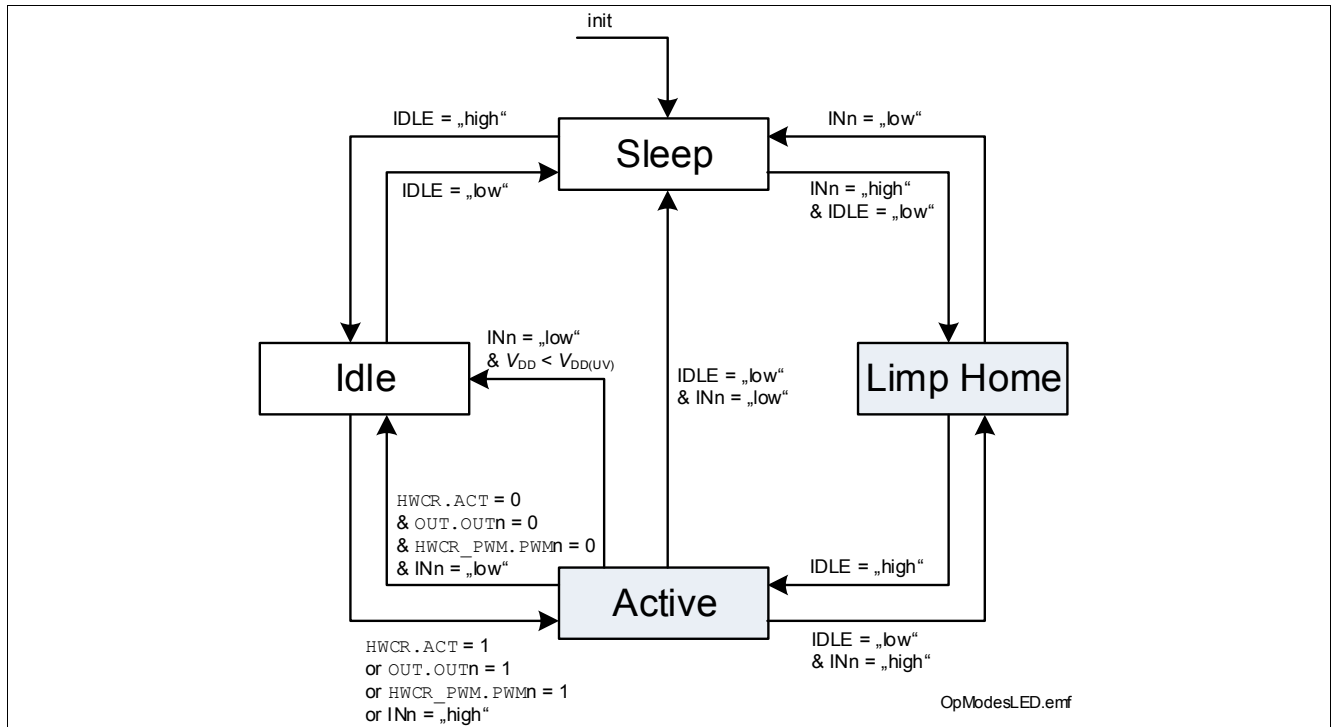 init
IDLE = „high“
INn = „low“
Sleep
IDLE = „low“
INn = „high“
& IDLE = „low“
INn = „low“
& VDD < VDD(UV)
Idle
IDLE = „low“
& INn = „low“
Limp Home
HWCR.ACT = 0
& OUT.OUTn = 0
& HWCR_PWM.PWMn = 0
& INn = „low“
IDLE = „high“
Active
HWCR.ACT = 1
or OUT.OUTn = 1
or HWCR_PWM.PWMn = 1
or INn = „high“
IDLE = „low“
& INn = „high“
OpModesLED.emf